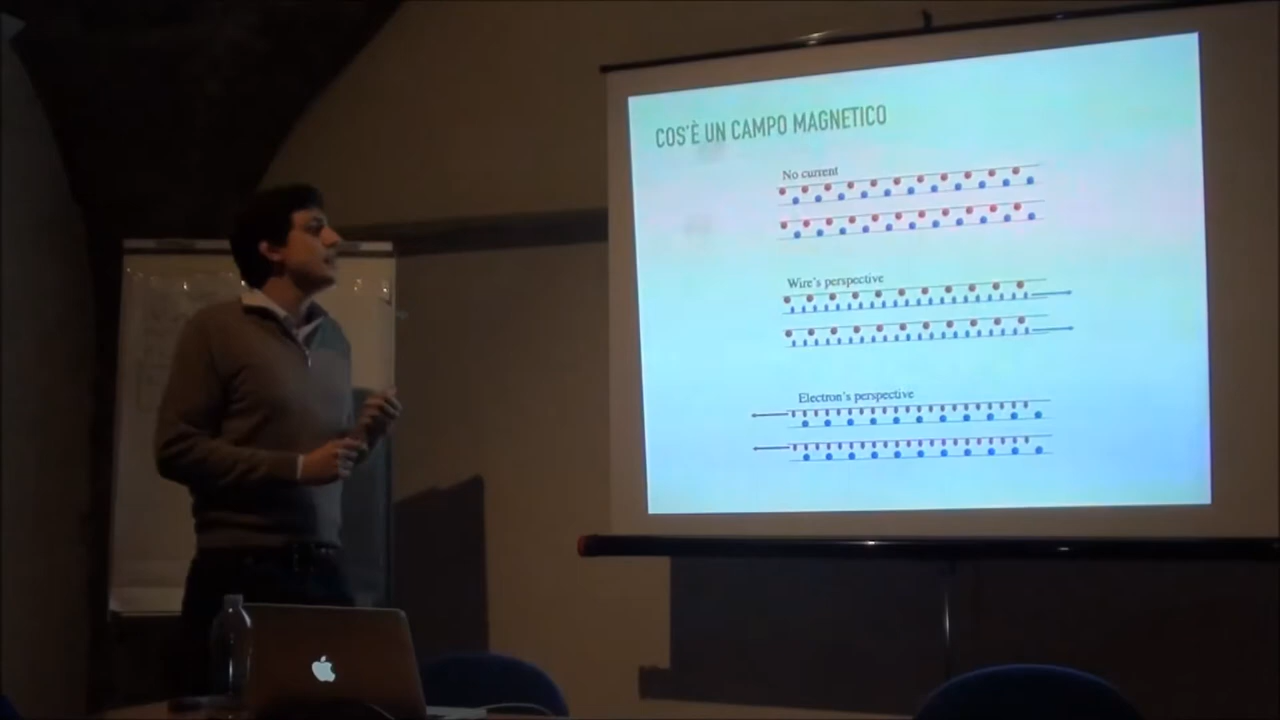 COS'È UN CAMPO MAGNETICO
No current
Wire's perspective
Electron's perspective